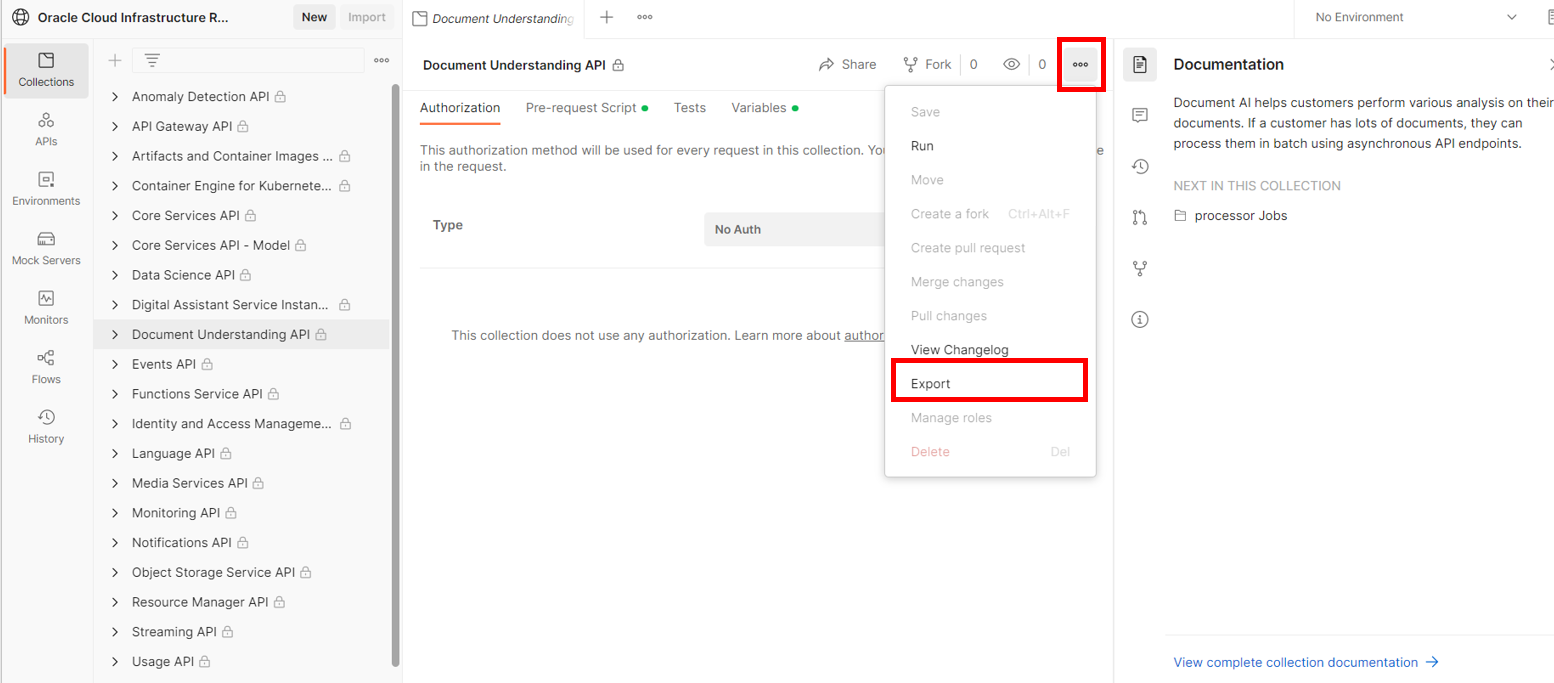 Oracle Cloud Infrastructure R...
New
Import
Document Understanding
No Environment
Collections
APIs
Environments
Mock Servers
Monitors
Flows
History
Anomaly Detection API
API Gateway API
Artifacts and Container Images ...
Container Engine for Kubernete...
Core Services API
Core Services API - Model
Data Science API
Digital Assistant Service Instan...
Document Understanding API
Events API
Functions Service API
Identity and Access Manageme...
Language API
Media Services API
Monitoring API
Notifications API
Object Storage Service API
Resource Manager API
Streaming API
Usage API
Document Understanding API
Share
Fork
0
0
Authorization
Pre-request Script
Tests
Variables
This authorization method will be used for every request in this collection. You
e
in the request.
Type
No Auth
This collection does not use any authorization. Learn more about author
Save
Run
Move
Create a fork Ctrl+Alt+F
Create pull request
Merge changes
Pull changes
View Changelog
Export
Manage roles
Delete Del
Documentation
Document AI helps customers perform various analysis on their
documents. If a customer has lots of documents, they can
process them in batch using asynchronous API endpoints.
NEXT IN THIS COLLECTION
processor Jobs
View complete collection documentation →